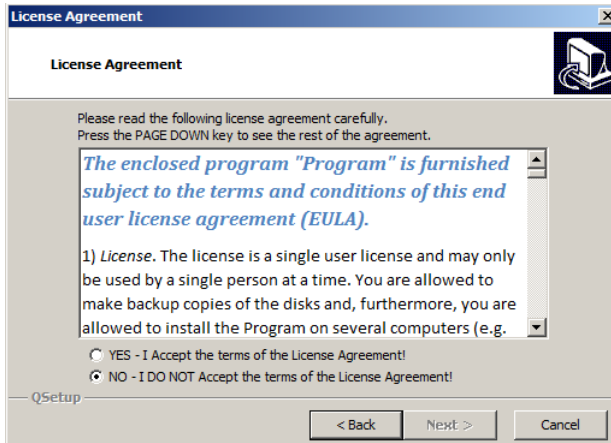 License Agreement
License Agreement
Please read the following license agreement carefully.
Press the PAGE DOWN key to see the rest of the agreement.
The enclosed program "Program" is furnished
subject to the terms and conditions of this end
user license agreement (EULA).
1) License. The license is a single user license and may only
be used by a single person at a time. You are allowed to
make backup copies of the disks and, furthermore, you are
allowed to install the Program on several computers (e.g.
YES - I Accept the terms of the License Agreement!
NO - I DO NOT Accept the terms of the License Agreement!
QSetup
< Back Next > Cancel